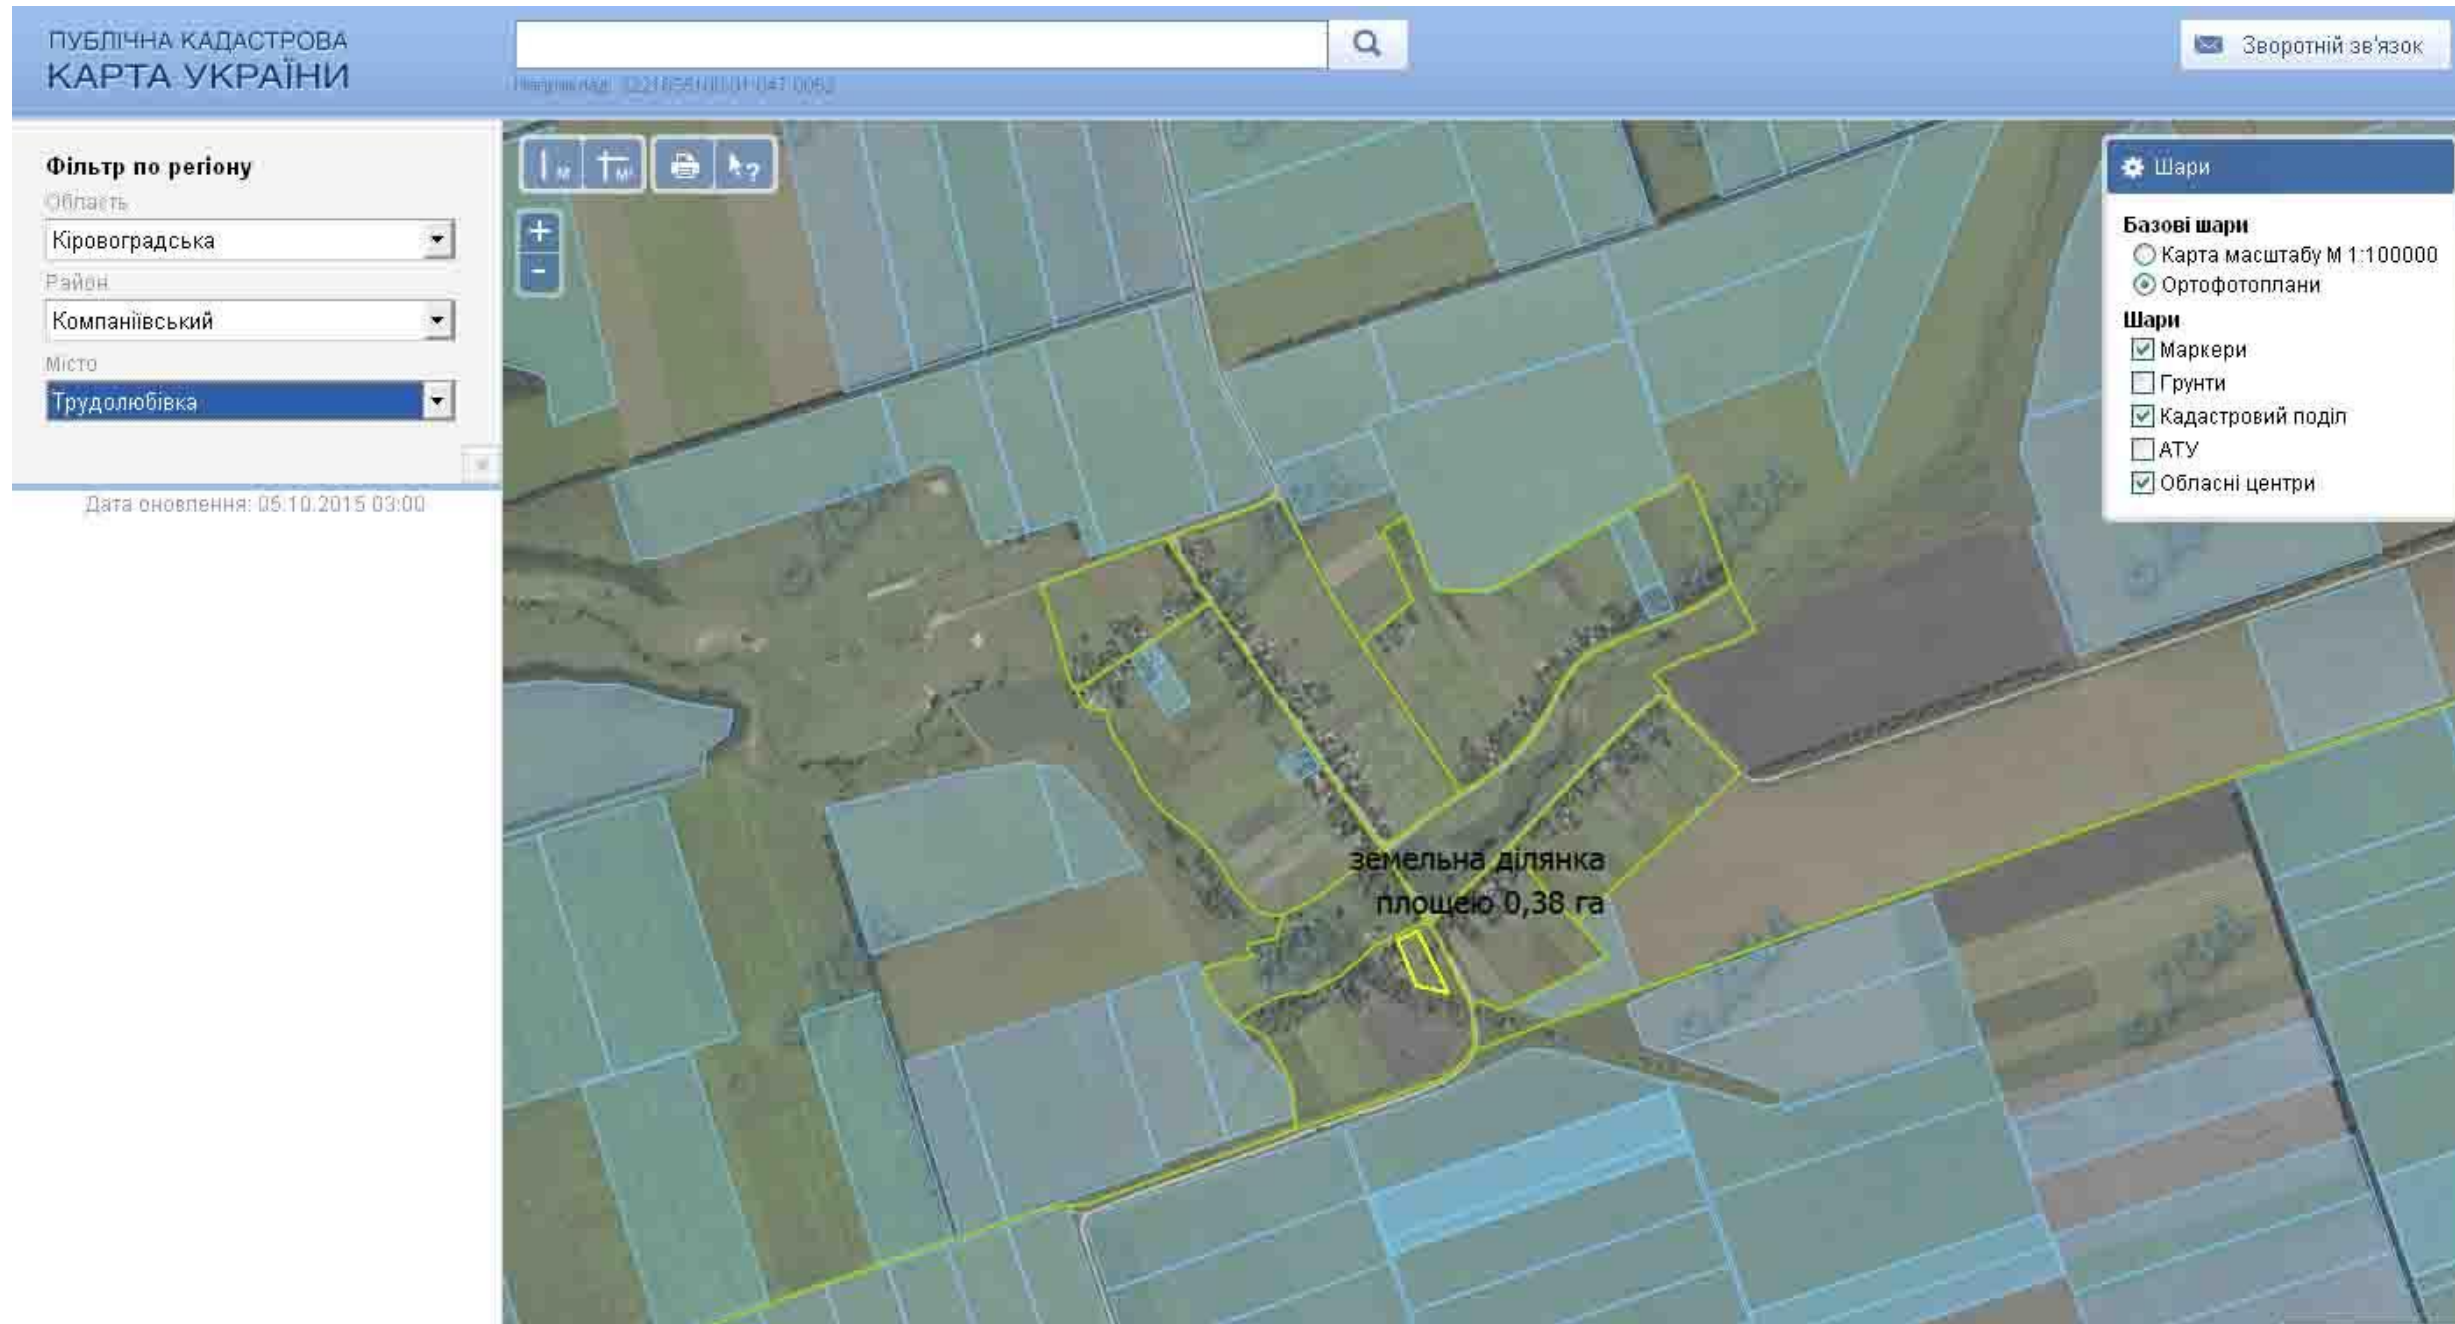 ПУБЛІЧНА КАДАСТРОВА
КАРТА УКРАЇНИ
Зворотній зв'язок
Фільтр по регіону
Область
Кіровоградська
Район
Компаніївський
Місто
Трудолюбівка
Дата оновлення: 05.10.2015 03:00
м
м²
?
+
-
Шари
Базові шари
Карта масштабу М 1:100000
Ортофотоплани
Шари
Маркери
Грунти
Кадастровий поділ
АТУ
Обласні центри
земельна ділянка
площею 0,38 га